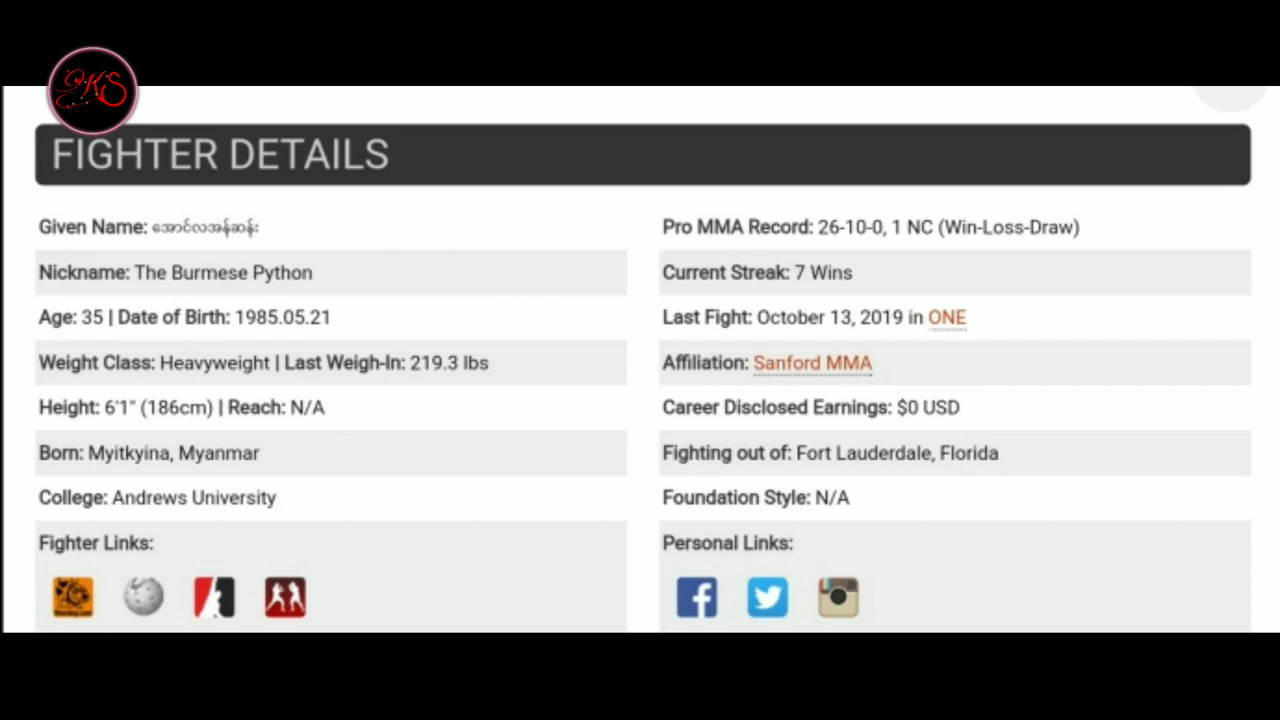 JKS
FIGHTER DETAILS
Given Name: အောင်လအန်ဆန်း
Nickname: The Burmese Python
Age: 35 | Date of Birth: 1985.05.21
Weight Class: Heavyweight | Last Weigh-In: 219.3 lbs
Height: 6'1" (186cm) | Reach: N/A
Born: Myitkyina, Myanmar
College: Andrews University
Fighter Links:
Pro MMA Record: 26-10-0, 1 NC (Win-Loss-Draw)
Current Streak: 7 Wins
Last Fight: October 13, 2019 in ONE
Affiliation: Sanford MMA
Career Disclosed Earnings: $0 USD
Fighting out of: Fort Lauderdale, Florida
Foundation Style: N/A
Personal Links: